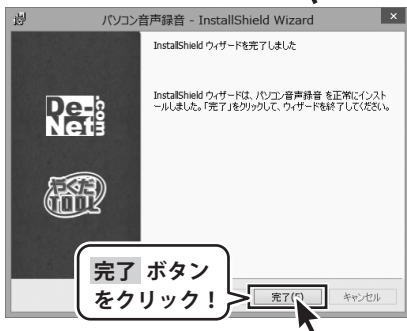 パソコン音声録音 - InstallShield Wizard
InstallShield ウィザードを完了しました
InstallShield ウィザードは、パソコン音声録音 を正常にインスト
ールしました。「完了」をクリックして、ウィザードを終了してください。
De-
Net
.com
やくだつ
TOOL
完了 ボタン
をクリック！
完了(F)
キャンセル